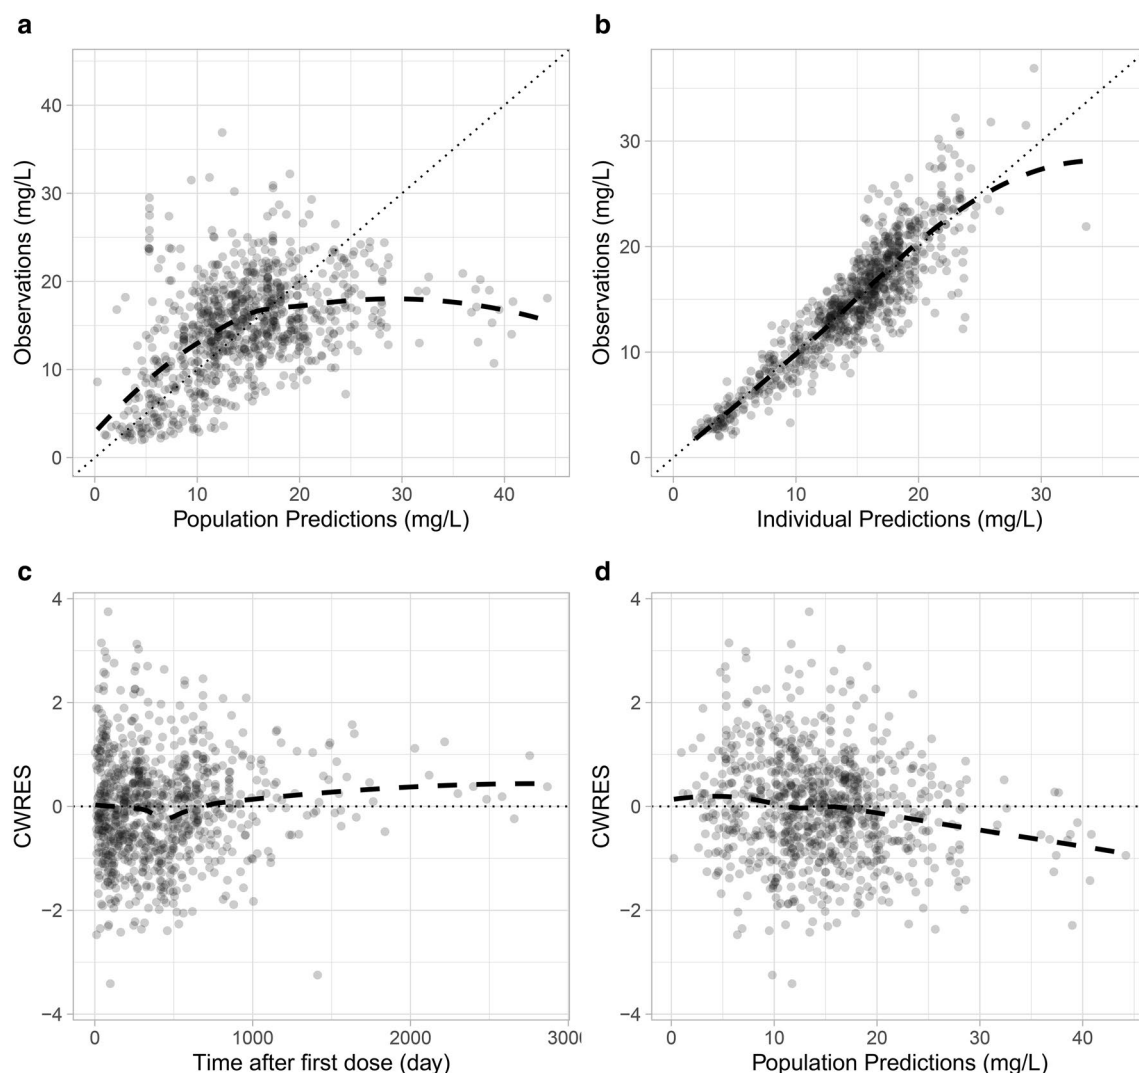 a
b
40
30
20
10
0
Observations (mg/L)
0 10 20 30 40
Population Predictions (mg/L)
30
20
10
0
Observations (mg/L)
0 10 20 30
Individual Predictions (mg/L)
c
d
4
2
0
−2
−4
CWRES
0 1000 2000 3000
Time after first dose (day)
4
2
0
−2
−4
CWRES
0 10 20 30 40
Population Predictions (mg/L)